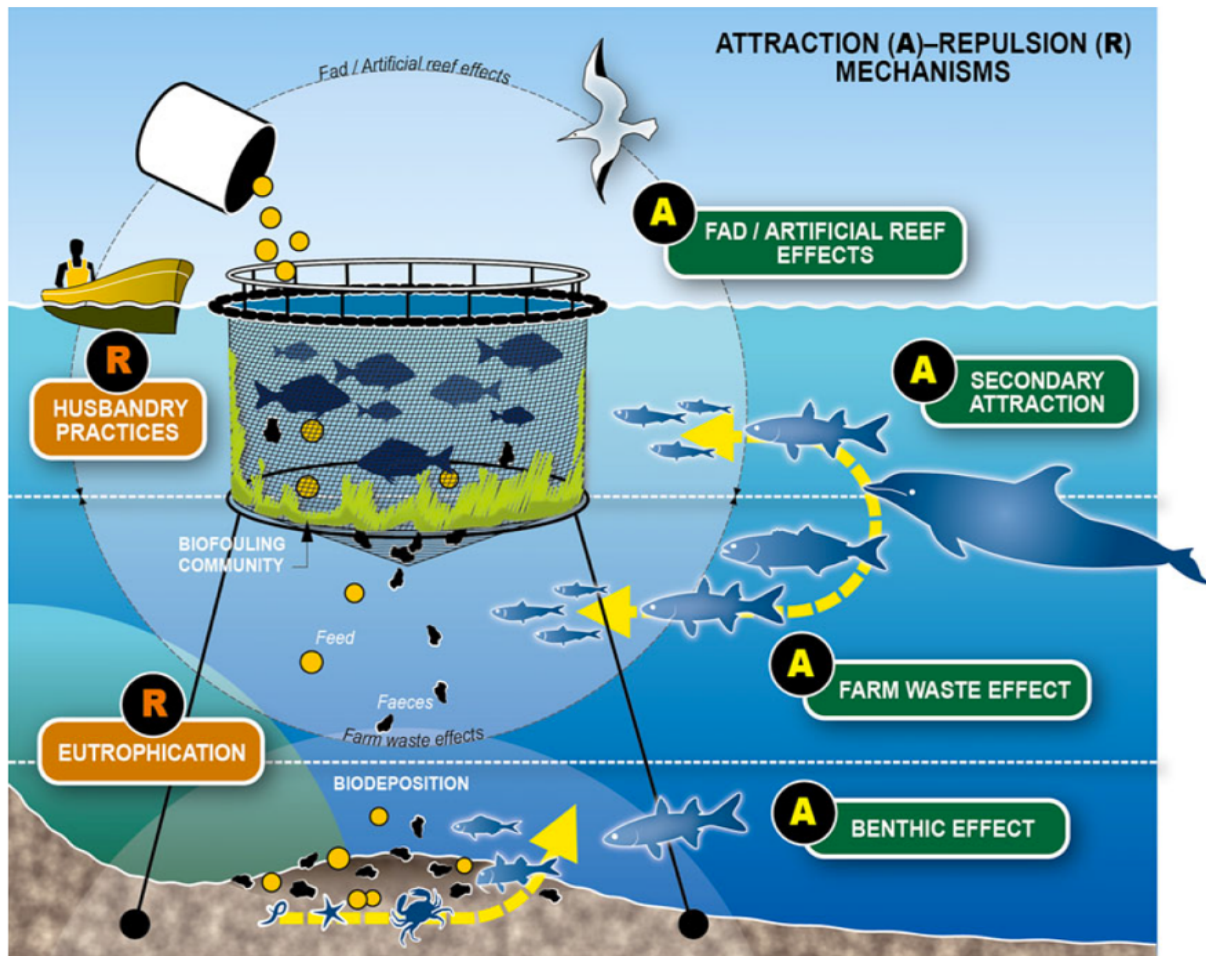 ATTRACTION (A)–REPULSION (R)
MECHANISMS
Fad / Artificial reef effects
A
FAD / ARTIFICIAL REEF
EFFECTS
R
HUSBANDRY
PRACTICES
A
SECONDARY
ATTRACTION
BIOFOULING
COMMUNITY
Feed
Faeces
A
FARM WASTE EFFECT
R
EUTROPHICATION
Farm waste effects
BIODEPOSITION
A
BENTHIC EFFECT